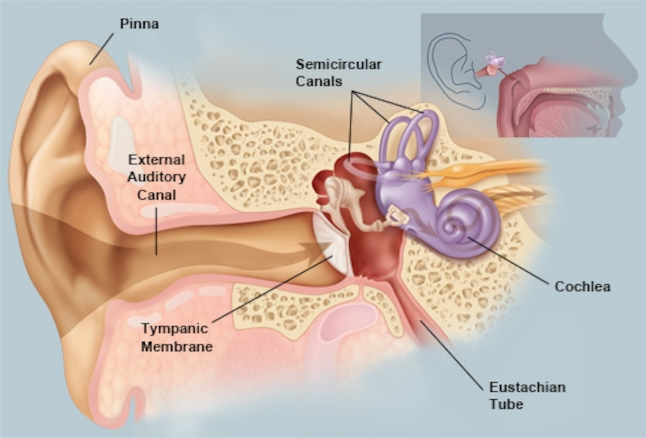 Pinna
Semicircular
Canals
External
Auditory
Canal
Cochlea
Tympanic
Membrane
Eustachian
Tube